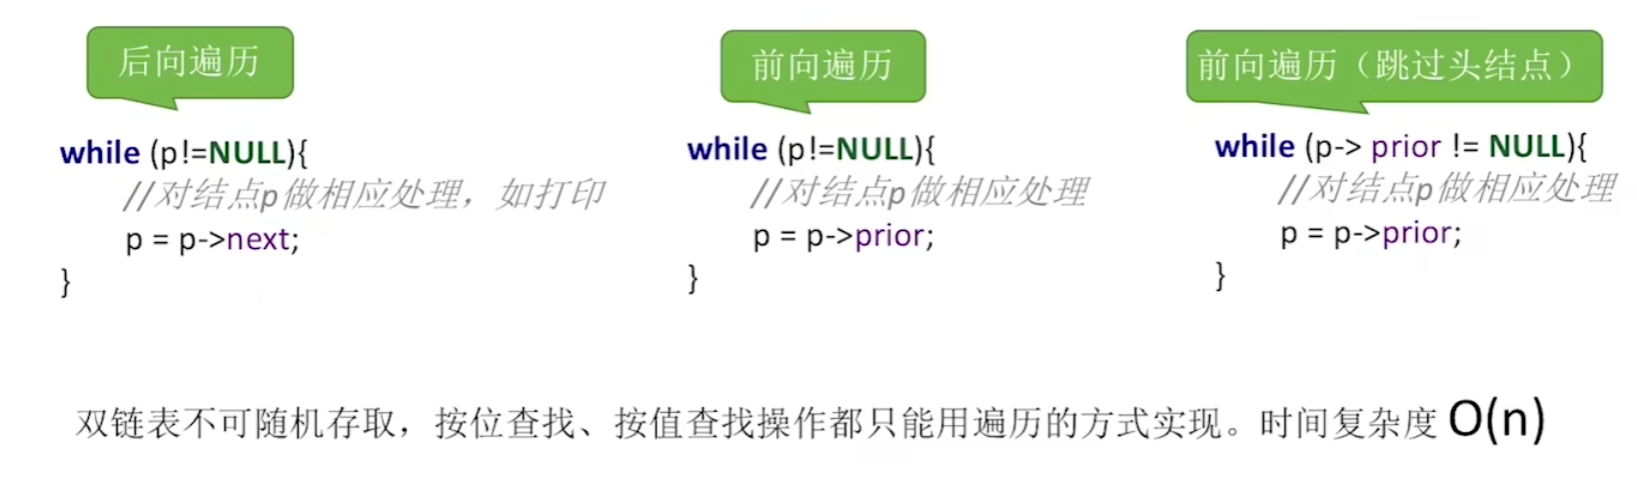 后向遍历
while (p!=NULL){
//对结点p做相应处理，如打印
p = p->next;
}
前向遍历
while (p!=NULL){
//对结点p做相应处理
p = p->prior;
}
前向遍历（跳过头结点）
while (p-> prior != NULL){
//对结点p做相应处理
p = p->prior;
}
双链表不可随机存取，按位查找、按值查找操作都只能用遍历的方式实现。时间复杂度 O(n)